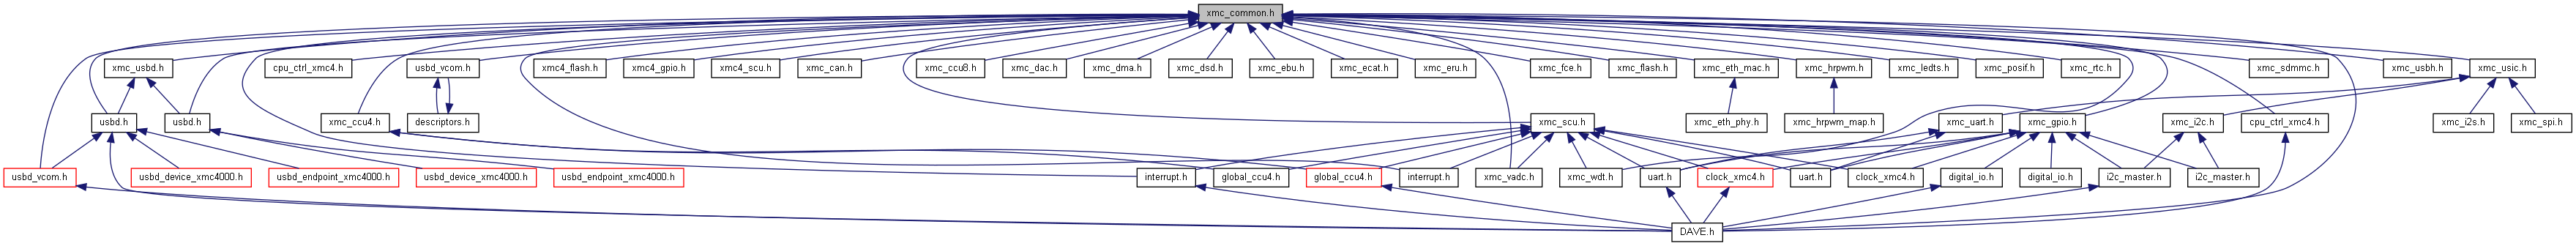 xmc_common.h
xmc_usbd.h
cpu_ctrl_xmc4.h
usbd_vcom.h
xmc4_flash.h
xmc4_gpio.h
xmc4_scu.h
xmc_can.h
xmc_ccu8.h
xmc_dac.h
xmc_dma.h
xmc_dsd.h
xmc_ebu.h
xmc_ecat.h
xmc_eru.h
xmc_fce.h
xmc_flash.h
xmc_eth_mac.h
xmc_hrpwm.h
xmc_ledts.h
xmc_posif.h
xmc_rtc.h
xmc_sdmmc.h
xmc_usbh.h
xmc_usic.h
usbd.h
usbd.h
xmc_ccu4.h
descriptors.h
xmc_scu.h
xmc_eth_phy.h
xmc_hrpwm_map.h
xmc_uart.h
xmc_gpio.h
xmc_i2c.h
cpu_ctrl_xmc4.h
xmc_i2s.h
xmc_spi.h
usbd_vcom.h
usbd_device_xmc4000.h
usbd_endpoint_xmc4000.h
usbd_device_xmc4000.h
usbd_endpoint_xmc4000.h
interrupt.h
global_ccu4.h
global_ccu4.h
interrupt.h
xmc_vadc.h
xmc_wdt.h
uart.h
clock_xmc4.h
uart.h
clock_xmc4.h
digital_io.h
digital_io.h
i2c_master.h
i2c_master.h
DAVE.h